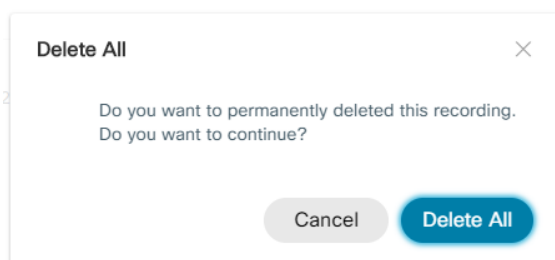 Delete All
Do you want to permanently deleted this recording.
Do you want to continue?
Cancel
Delete All